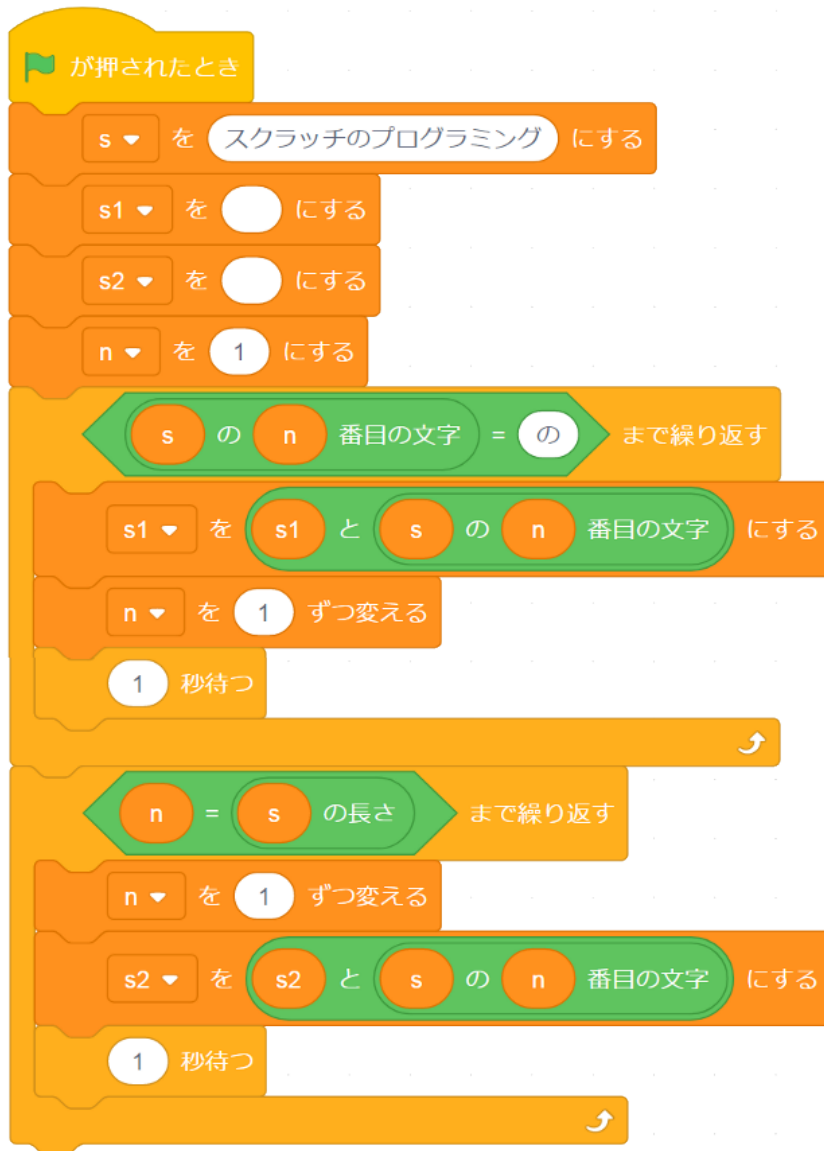 が押されたとき
s を スクラッチのプログラミング にする
s1 を にする
s2 を にする
n を 1 にする
s の n 番目の文字 = の まで繰り返す
s1 を s1 と s の n 番目の文字 にする
n を 1 ずつ変える
1 秒待つ
n = s の長さ まで繰り返す
n を 1 ずつ変える
s2 を s2 と s の n 番目の文字 にする
1 秒待つ